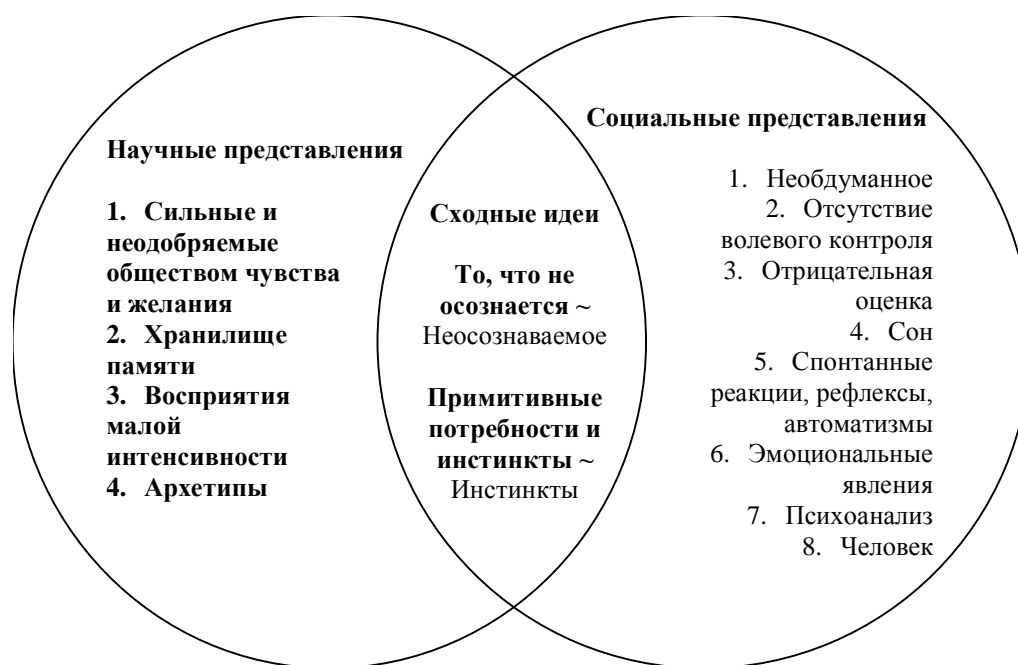 Научные представления
1. Сильные и
неодобряемые
обществом чувства
и желания
2. Хранилище
памяти
3. Восприятия
малой
интенсивности
4. Архетипы
Сходные идеи
То, что не
осознается ~
Неосознаваемое
Примитивные
потребности и
инстинкты ~
Инстинкты
Социальные представления
1. Необдуманное
2. Отсутствие
волевого контроля
3. Отрицательная
оценка
4. Сон
5. Спонтанные
реакции, рефлексы,
автоматизмы
6. Эмоциональные
явления
7. Психоанализ
8. Человек